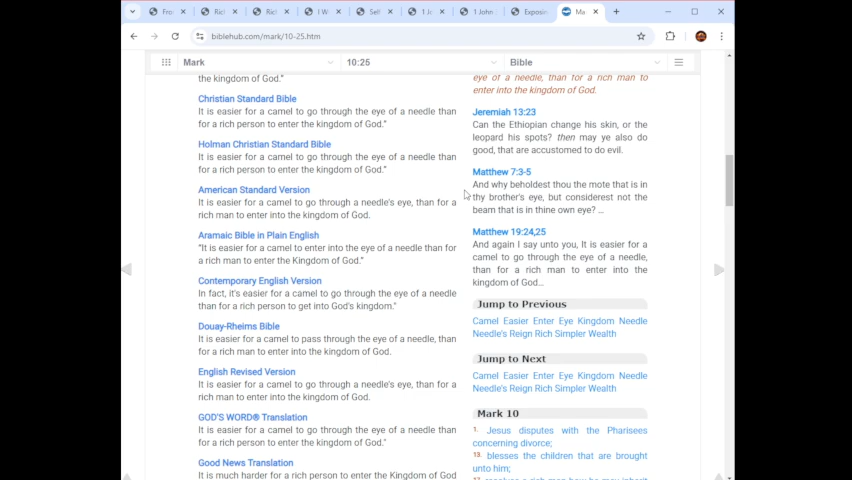 Fro
Ricl
Ricl
I W
Self
1 Jo
1 John
Exposin
Ma
biblehub.com/mark/10-25.htm
Mark
10:25
Bible
the kingdom of God."
Christian Standard Bible
It is easier for a camel to go through the eye of a needle than
for a rich person to enter the kingdom of God."
Holman Christian Standard Bible
It is easier for a camel to go through the eye of a needle than
for a rich person to enter the kingdom of God."
American Standard Version
It is easier for a camel to go through a needle's eye, than for a
rich man to enter into the kingdom of God.
Aramaic Bible in Plain English
"It is easier for a camel to enter into the eye of a needle than for
a rich man to enter the Kingdom of God."
Contemporary English Version
In fact, it's easier for a camel to go through the eye of a needle
than for a rich person to get into God's kingdom."
Douay-Rheims Bible
It is easier for a camel to pass through the eye of a needle, than
for a rich man to enter into the kingdom of God.
English Revised Version
It is easier for a camel to go through a needle's eye, than for a
rich man to enter into the kingdom of God.
GOD'S WORD® Translation
It is easier for a camel to go through the eye of a needle than
for a rich person to enter the kingdom of God."
Good News Translation
It is much harder for a rich person to enter the Kingdom of God
eye of a needle, than for a rich man to
enter into the kingdom of God.
Jeremiah 13:23
Can the Ethiopian change his skin, or the
leopard his spots? then may ye also do
good, that are accustomed to do evil.
Matthew 7:3-5
And why beholdest thou the mote that is in
thy brother's eye, but considerest not the
beam that is in thine own eye? …
Matthew 19:24,25
And again I say unto you, It is easier for a
camel to go through the eye of a needle,
than for a rich man to enter into the
kingdom of God…
Jump to Previous
Camel Easier Enter Eye Kingdom Needle
Needle's Reign Rich Simpler Wealth
Jump to Next
Camel Easier Enter Eye Kingdom Needle
Needle's Reign Rich Simpler Wealth
Mark 10
1. Jesus disputes with the Pharisees
concerning divorce;
13. blesses the children that are brought
unto him;